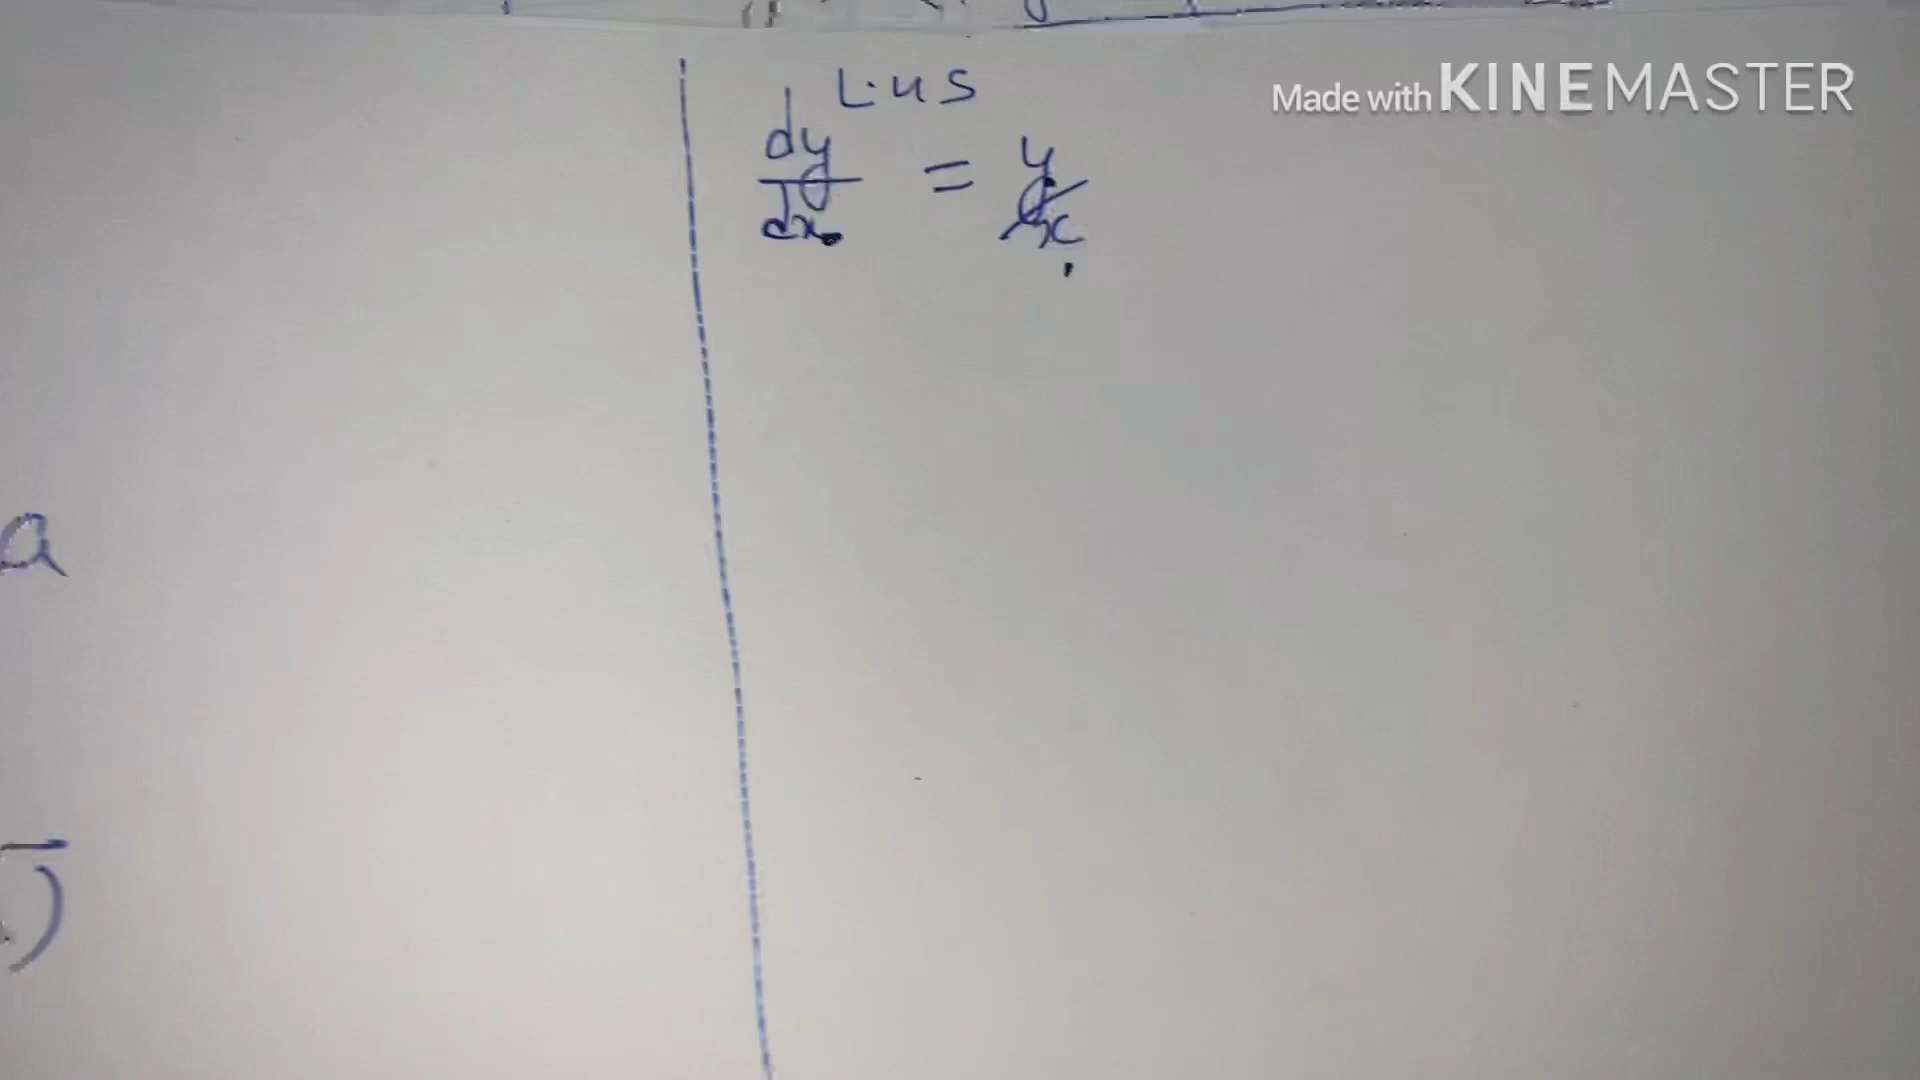 Made with KINEMASTER
L.H S
dy/dx = y/x
a
)